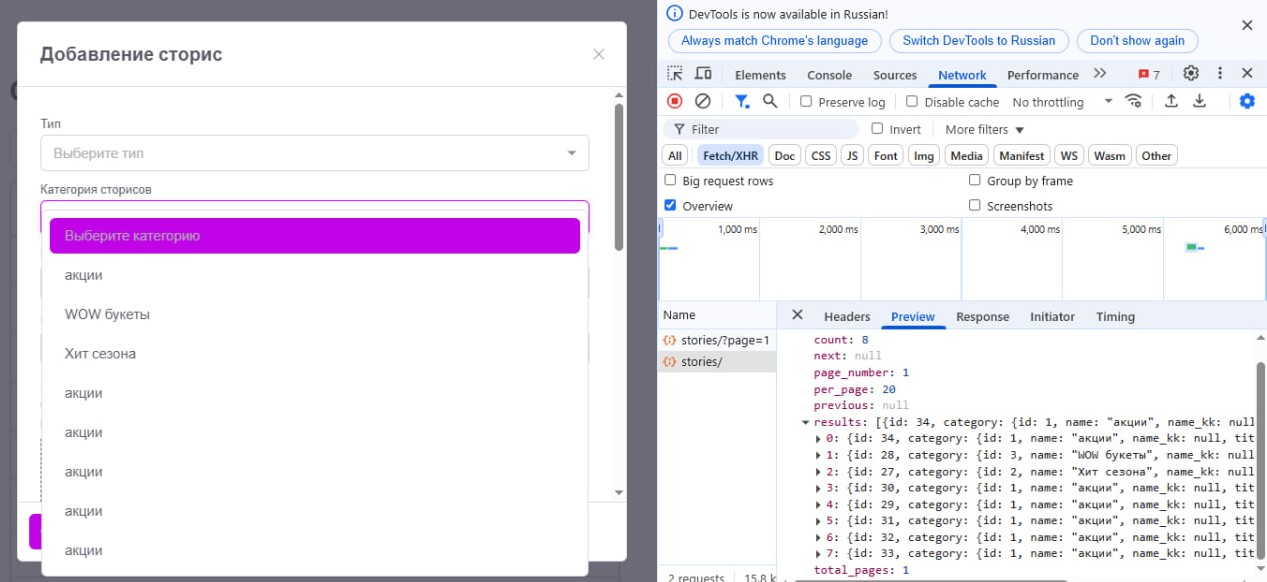 Добавление сторис
Тип
Выберите тип
Категория сторисов
Выберите категорию
акции
WOW букеты
Хит сезона
акции
акции
акции
акции
акции
DevTools is now available in Russian!
Always match Chrome's language Switch DevTools to Russian Don't show again
Elements Console Sources Network Performance 7
Preserve log Disable cache No throttling
Filter Invert More filters
All Fetch/XHR Doc CSS JS Font Img Media Manifest WS Wasm Other
Big request rows Group by frame
Overview Screenshots
1,000 ms 2,000 ms 3,000 ms 4,000 ms 5,000 ms 6,000 ms
Name
stories/?page=1
stories/
Headers Preview Response Initiator Timing
count: 8
next: null
page_number: 1
per_page: 20
previous: null
results: [{id: 34, category: {id: 1, name: "акции", name_kk: null
0: {id: 34, category: {id: 1, name: "акции", name_kk: null, tit
1: {id: 28, category: {id: 3, name: "WOW букеты", name_kk: null
2: {id: 27, category: {id: 2, name: "Хит сезона", name_kk: null
3: {id: 30, category: {id: 1, name: "акции", name_kk: null, tit
4: {id: 29, category: {id: 1, name: "акции", name_kk: null, tit
5: {id: 31, category: {id: 1, name: "акции", name_kk: null, tit
6: {id: 32, category: {id: 1, name: "акции", name_kk: null, tit
7: {id: 33, category: {id: 1, name: "акции", name_kk: null, tit
total_pages: 1
2 requests 15.8 k